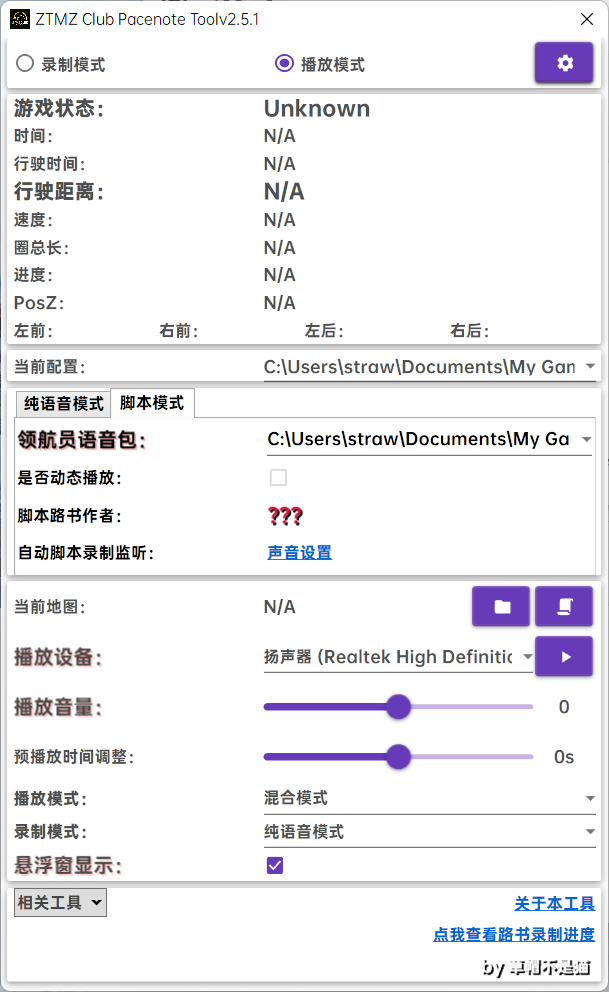 ZTMZ Club Pacenote Toolv2.5.1
录制模式 播放模式
游戏状态: Unknown
时间: N/A
行驶时间: N/A
行驶距离: N/A
速度: N/A
圈总长: N/A
进度: N/A
PosZ: N/A
左前: 右前: 左后: 右后:
当前配置: C:\Users\straw\Documents\My Gan
纯语音模式 脚本模式
领航员语音包: C:\Users\straw\Documents\My Ga
是否动态播放:
脚本路书作者: ???
自动脚本录制监听: 声音设置
当前地图: N/A
播放设备: 扬声器 (Realtek High Definitic
播放音量: 0
预播放时间调整: 0s
播放模式: 混合模式
录制模式: 纯语音模式
悬浮窗显示:
相关工具 关于本工具
点我查看路书录制进度
by 草帽不是猫